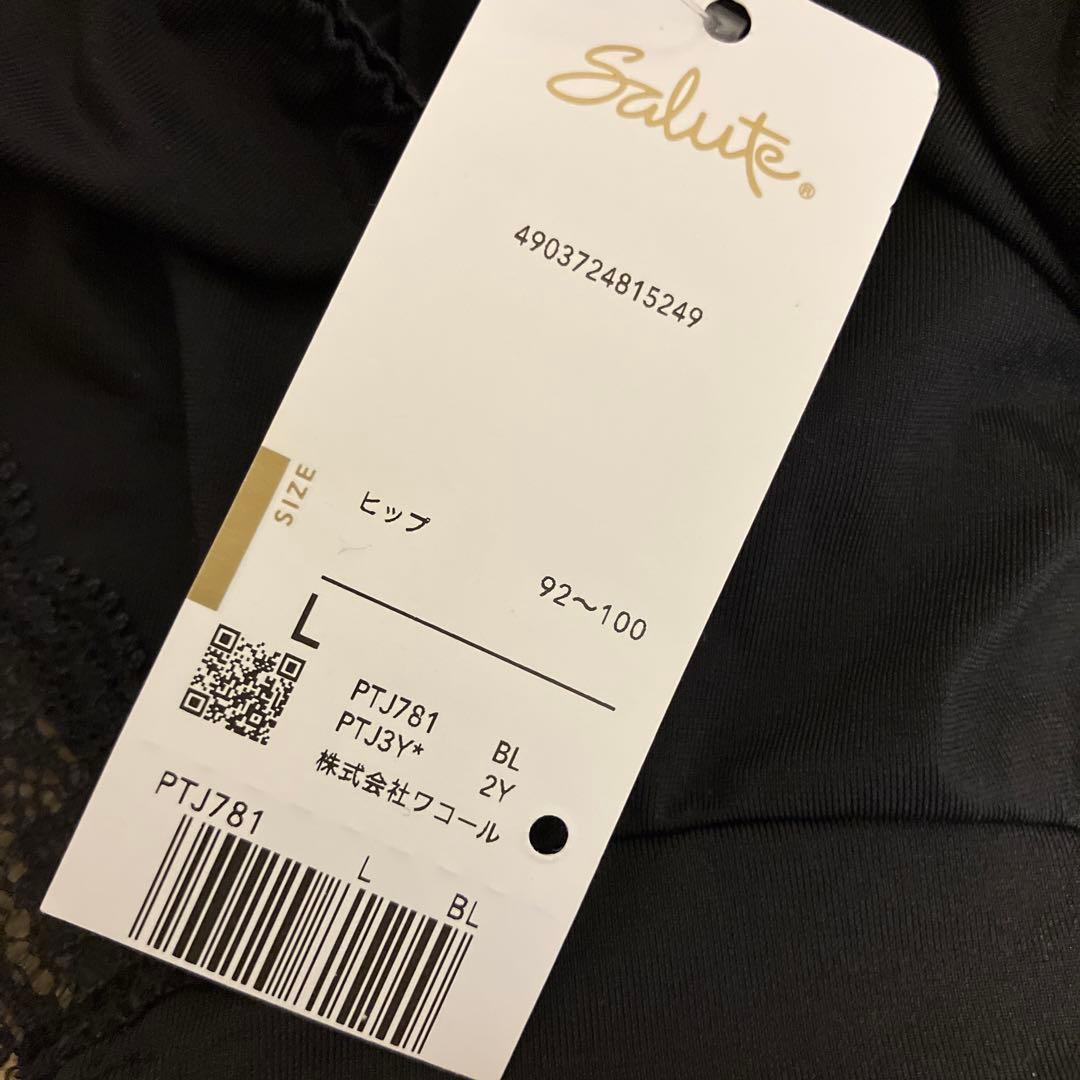 Salute®
4903724815249
SIZE
ヒップ
92～100
L
PTJ781 BL
PTJ3Y* 2Y
株式会社ワコール
PTJ781
L
BL